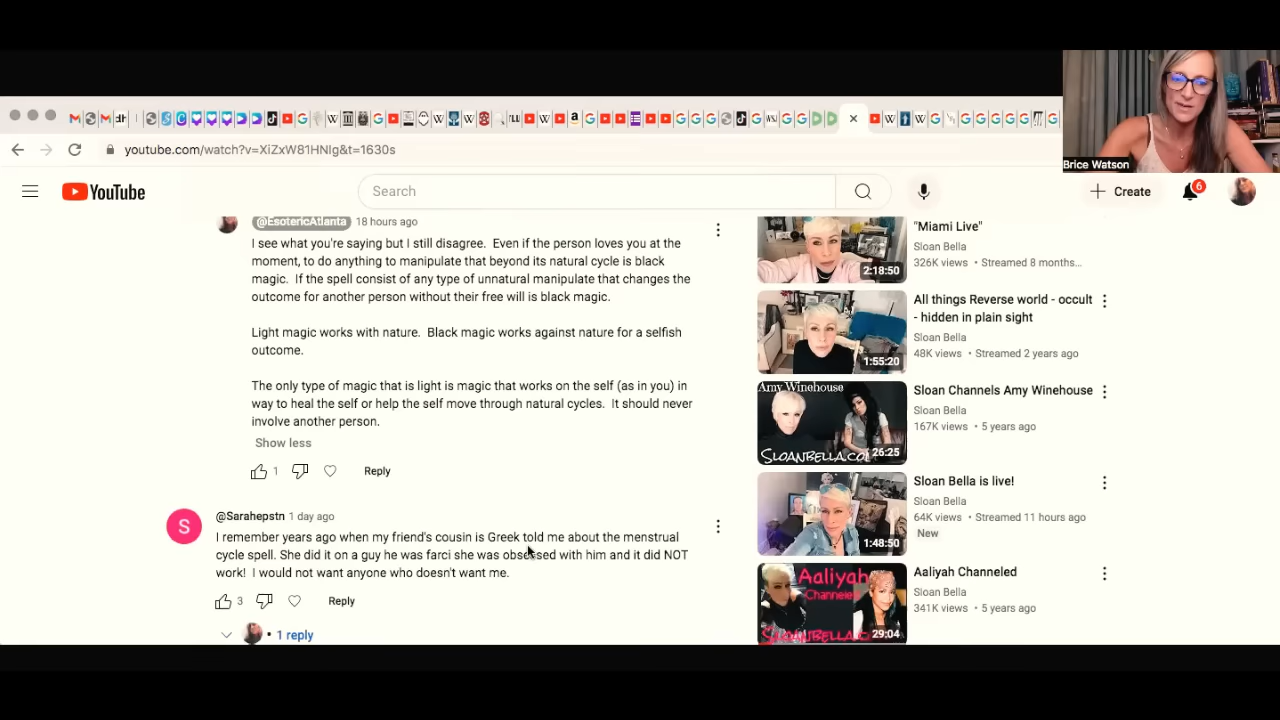 Brice Watson
youtube.com/watch?v=XiZxW81HNIg&t=1630s
YouTube
Search
Create
6
@EsotericAtlanta 18 hours ago
I see what you're saying but I still disagree. Even if the person loves you at the
moment, to do anything to manipulate that beyond its natural cycle is black
magic. If the spell consist of any type of unnatural manipulate that changes the
outcome for another person without their free will is black magic.
Light magic works with nature. Black magic works against nature for a selfish
outcome.
The only type of magic that is light is magic that works on the self (as in you) in
way to heal the self or help the self move through natural cycles. It should never
involve another person.
Show less
1
Reply
S
@Sarahepstn 1 day ago
I remember years ago when my friend's cousin is Greek told me about the menstrual
cycle spell. She did it on a guy he was farci she was obsessed with him and it did NOT
work! I would not want anyone who doesn't want me.
3
Reply
1 reply
2:18:50
"Miami Live"
Sloan Bella
326K views • Streamed 8 months...
1:55:20
All things Reverse world - occult
- hidden in plain sight
Sloan Bella
48K views • Streamed 2 years ago
Amy Winehouse
SLOANBELLA.COM
26:25
Sloan Channels Amy Winehouse
Sloan Bella
167K views • 5 years ago
1:48:50
Sloan Bella is live!
Sloan Bella
64K views • Streamed 11 hours ago
New
Aaliyah
Channeled
29:04
Aaliyah Channeled
Sloan Bella
341K views • 5 years ago